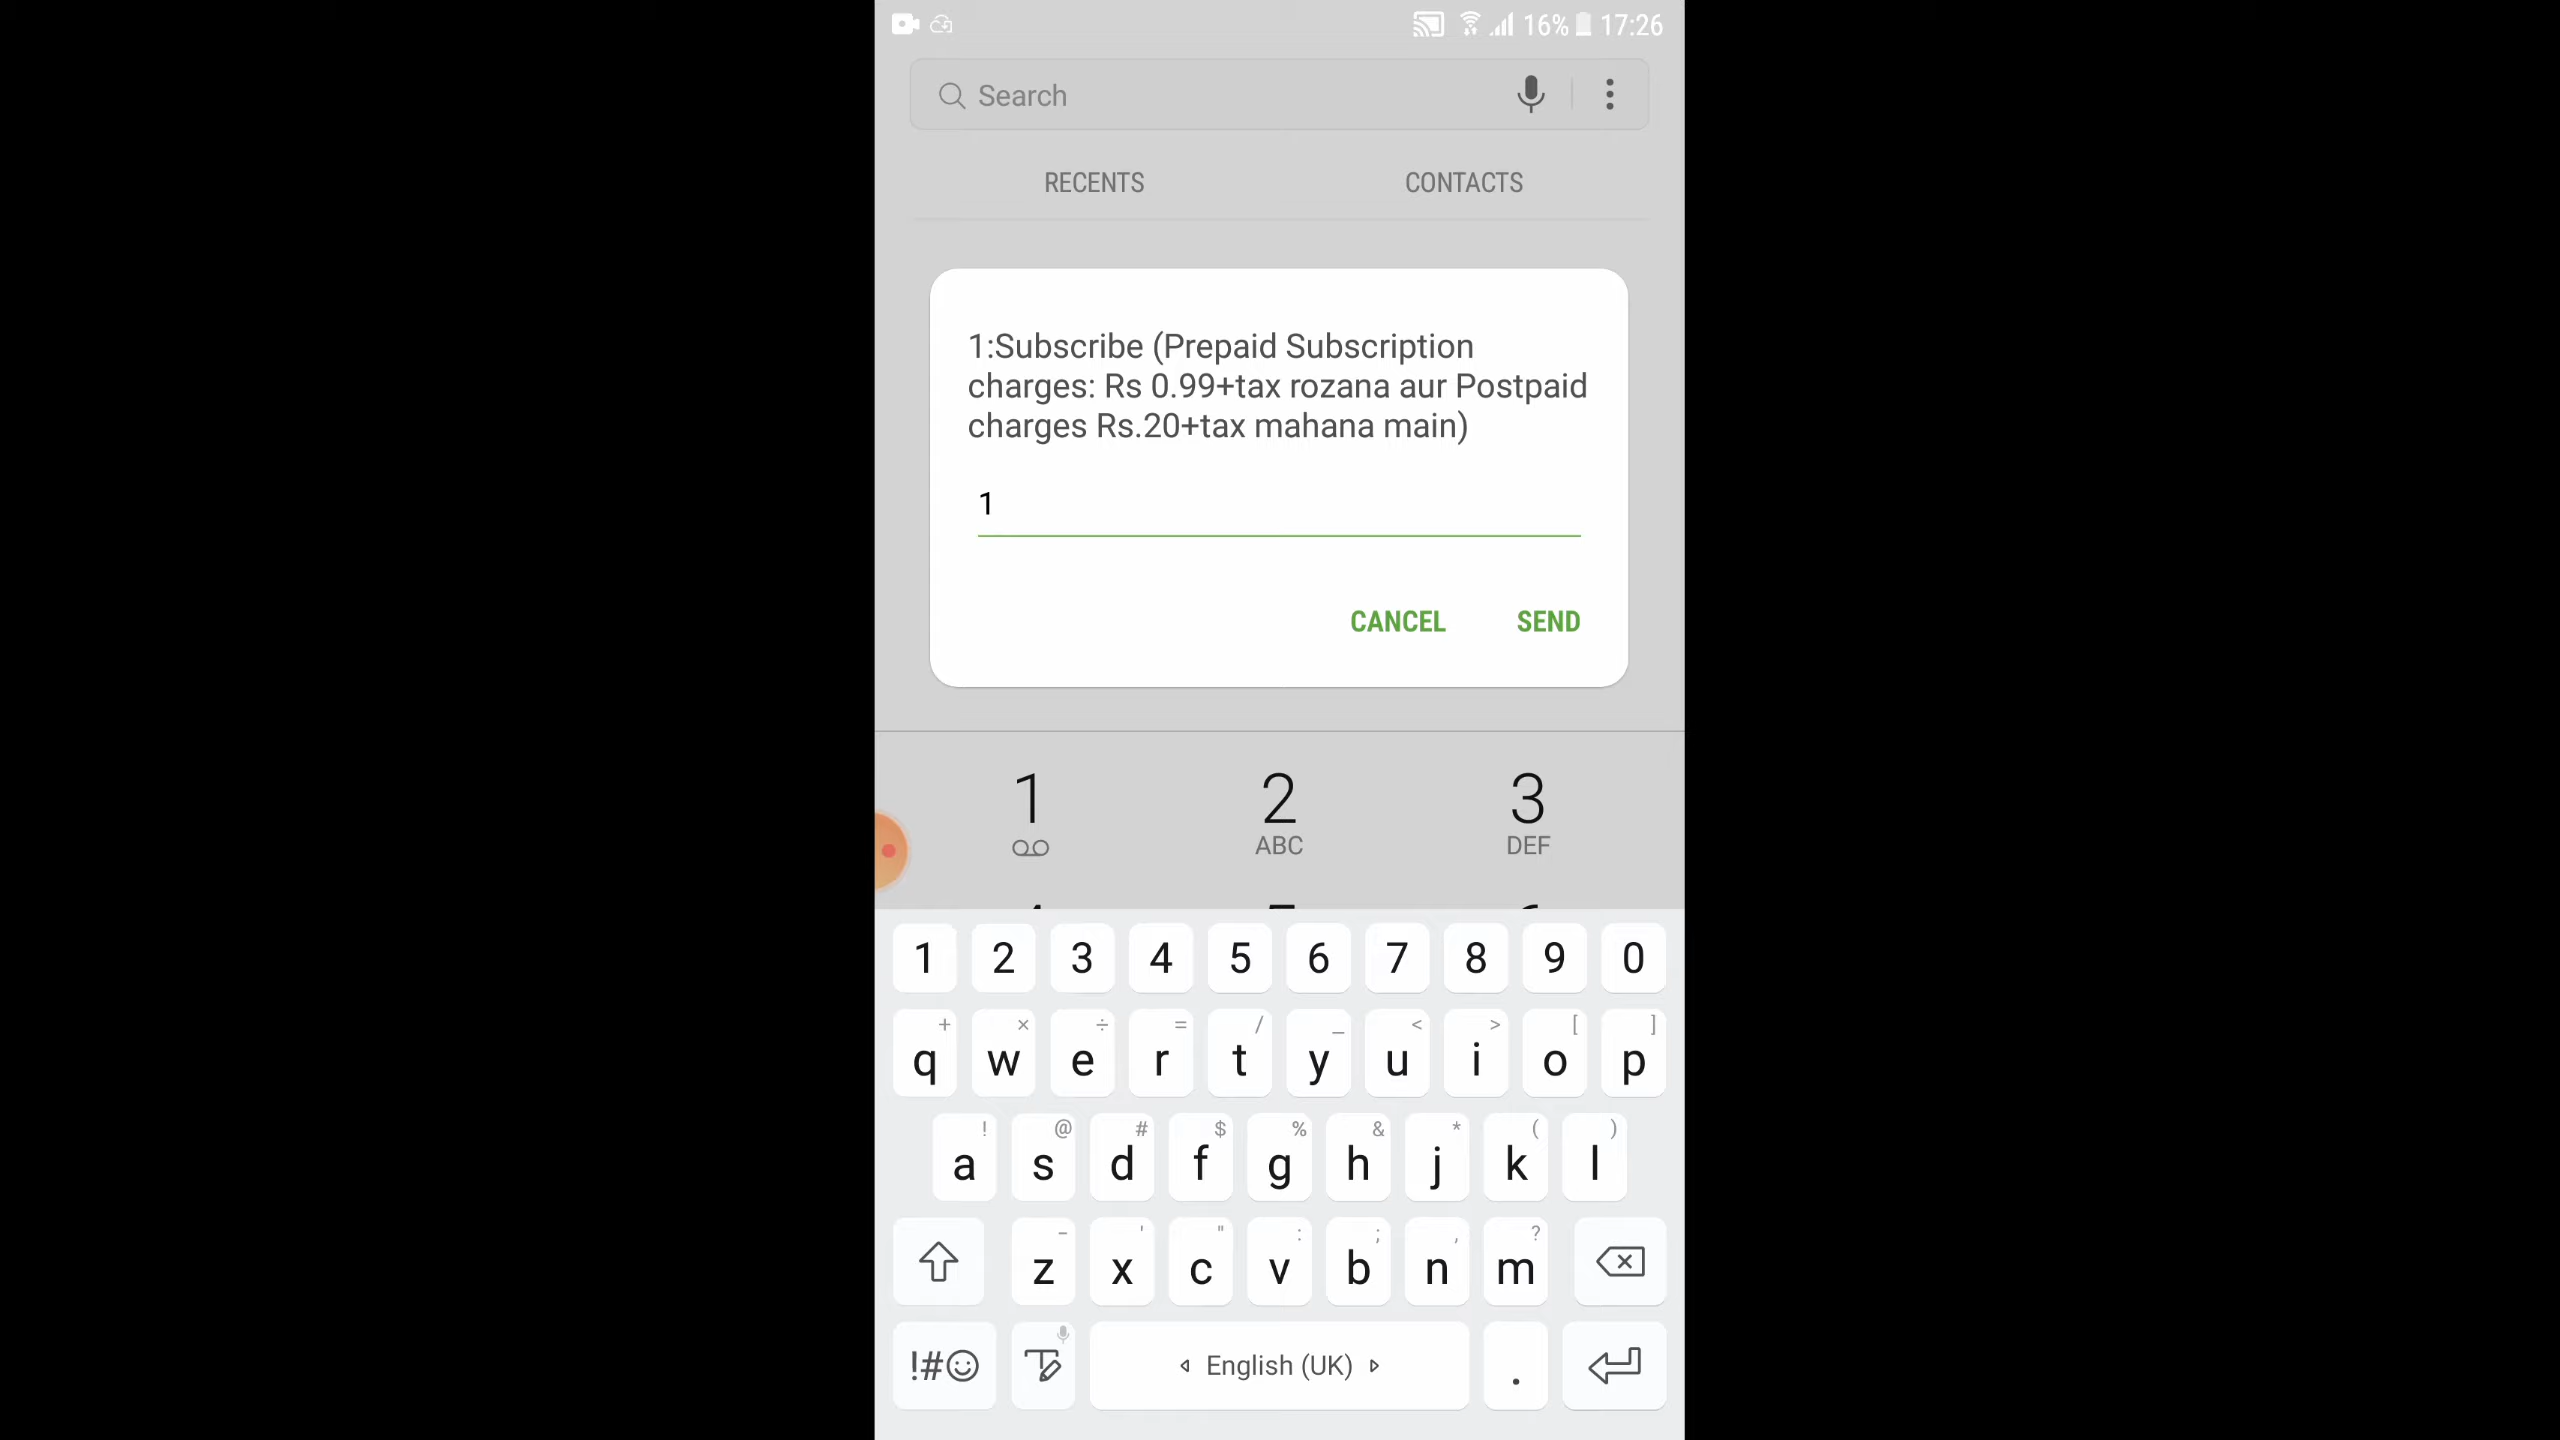 16% 17:26
Search
RECENTS CONTACTS
1:Subscribe (Prepaid Subscription
charges: Rs 0.99+tax rozana aur Postpaid
charges Rs.20+tax mahana main)
1
CANCEL SEND
1 2 3
ABC DEF
1 2 3 4 5 6 7 8 9 0
+ × ÷ = / _ < > [ ]
q w e r t y u i o p
! @ # $ % & * ( )
a s d f g h j k l
- ' " : ; , ?
z x c v b n m
!#☺ English (UK) .